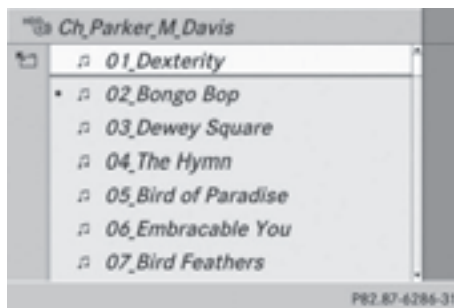 Ch_Parker_M_Davis
01_Dexterity
02_Bongo Bop
03_Dewey Square
04_The Hymn
05_Bird of Paradise
06_Embracable You
07_Bird Feathers
P82.87-6286-31